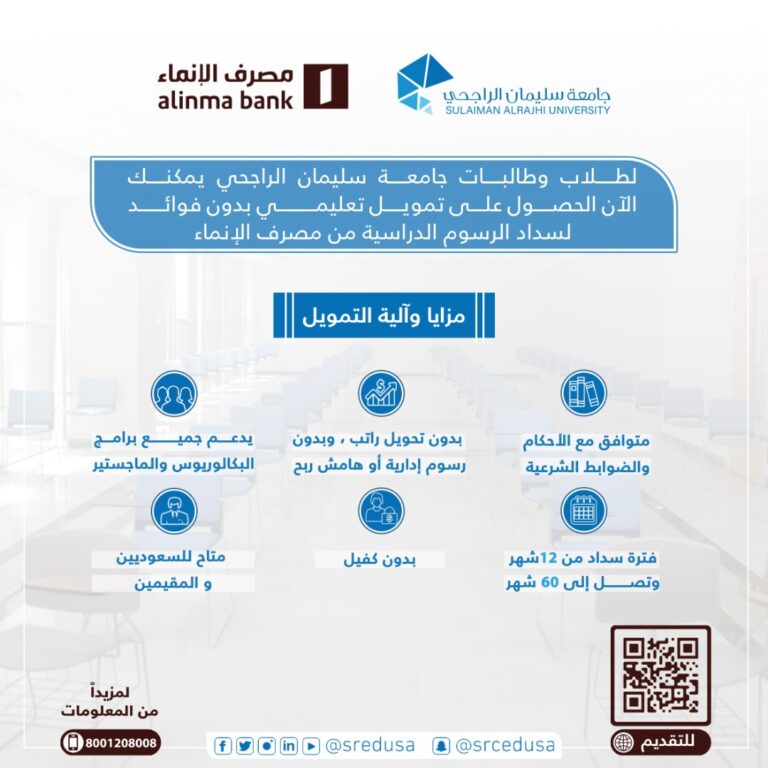 مصرف الإنماء
alinma bank
جامعة سليمان الراجحي
SULAIMAN ALRAJHI UNIVERSITY
لطلاب وطالبات جامعة سليمان الراجحي يمكنك
الآن الحصول على تمويل تعليمي بدون فوائد
لسداد الرسوم الدراسية من مصرف الإنماء
مزايا وآلية التمويل
متوافق مع الأحكام
والضوابط الشرعية
بدون تحويل راتب ، وبدون
رسوم إدارية أو هامش ربح
يدعم جميع برامج
البكالوريوس والماجستير
فترة سداد من 12شهر
وتصل إلى 60 شهر
بدون كفيل
متاح للسعوديين
و المقيمين
للتقديم
@srcedusa
@sredusa
لمزيداً
من المعلومات
8001208008